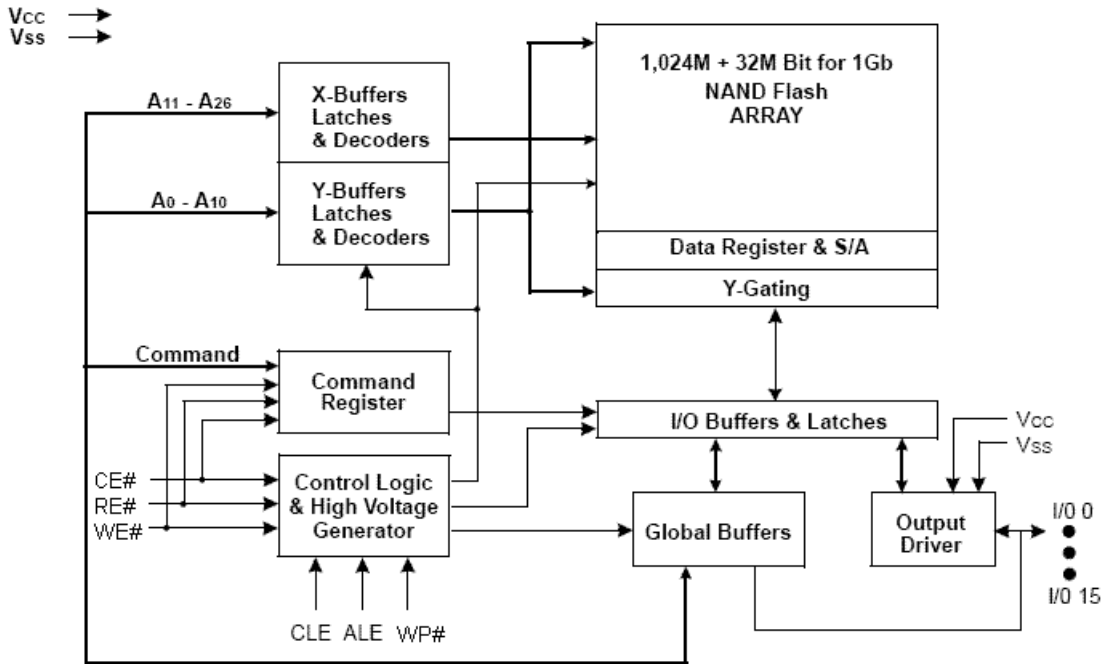 Vcc
Vss
A11 - A26
X-Buffers
Latches
& Decoders
A0 - A10
Y-Buffers
Latches
& Decoders
1,024M + 32M Bit for 1Gb
NAND Flash
ARRAY
Data Register & S/A
Y-Gating
Command
Command
Register
I/O Buffers & Latches
Vcc
Vss
CE#
RE#
WE#
Control Logic
& High Voltage
Generator
Global Buffers
Output
Driver
I/0 0
I/0 15
CLE ALE WP#